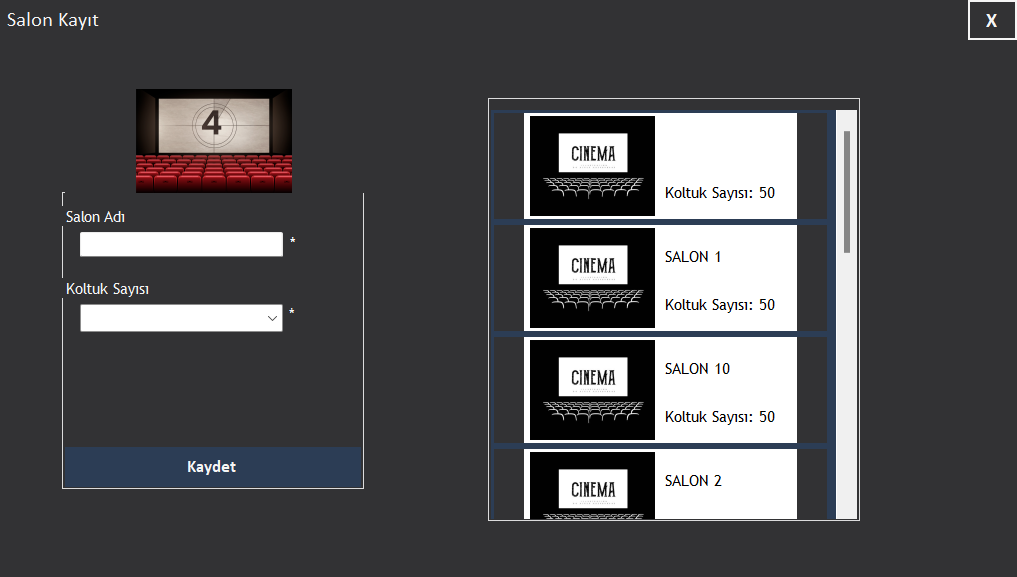 Salon Kayıt
X
4
Salon Adı
*
Koltuk Sayısı
*
Kaydet
CINEMA
Koltuk Sayısı: 50
CINEMA
SALON 1
Koltuk Sayısı: 50
CINEMA
SALON 10
Koltuk Sayısı: 50
CINEMA
SALON 2